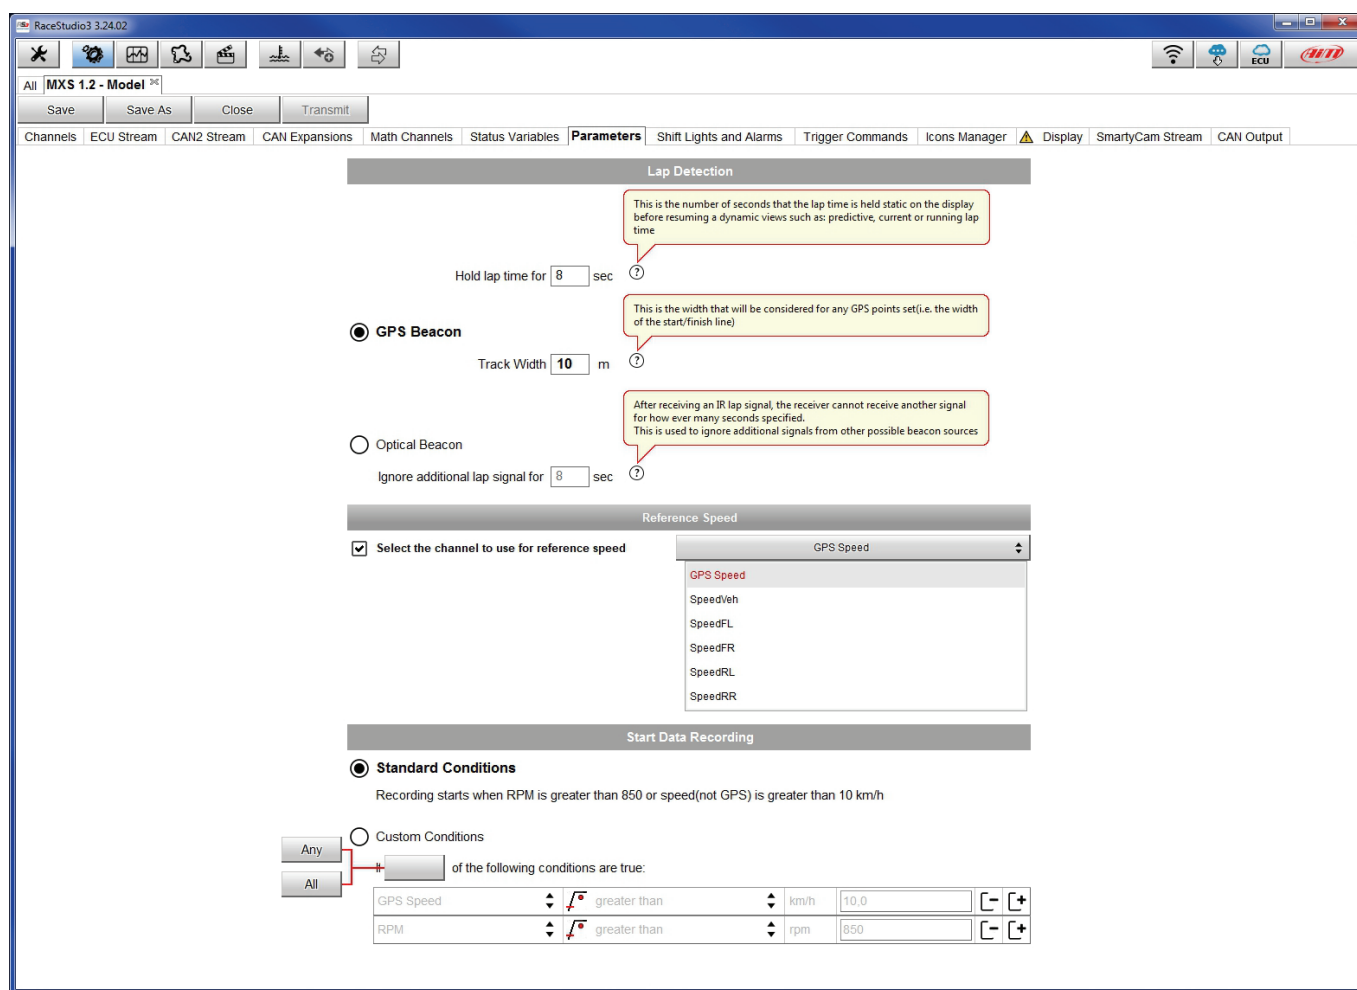 RaceStudio3 3.24.02
ECU
AiM
All MXS 1.2 - Model
Save Save As Close Transmit
Channels ECU Stream CAN2 Stream CAN Expansions Math Channels Status Variables Parameters Shift Lights and Alarms Trigger Commands Icons Manager Display SmartyCam Stream CAN Output
Lap Detection
This is the number of seconds that the lap time is held static on the display
before resuming a dynamic views such as: predictive, current or running lap
time
Hold lap time for 8 sec ?
This is the width that will be considered for any GPS points set(i.e. the width
of the start/finish line)
GPS Beacon
Track Width 10 m ?
After receiving an IR lap signal, the receiver cannot receive another signal
for how ever many seconds specified.
This is used to ignore additional signals from other possible beacon sources
Optical Beacon
Ignore additional lap signal for 8 sec ?
Reference Speed
Select the channel to use for reference speed GPS Speed
GPS Speed
SpeedVeh
SpeedFL
SpeedFR
SpeedRL
SpeedRR
Start Data Recording
Standard Conditions
Recording starts when RPM is greater than 850 or speed(not GPS) is greater than 10 km/h
Custom Conditions
Any
of the following conditions are true:
All
GPS Speed greater than km/h 10,0
RPM greater than rpm 850